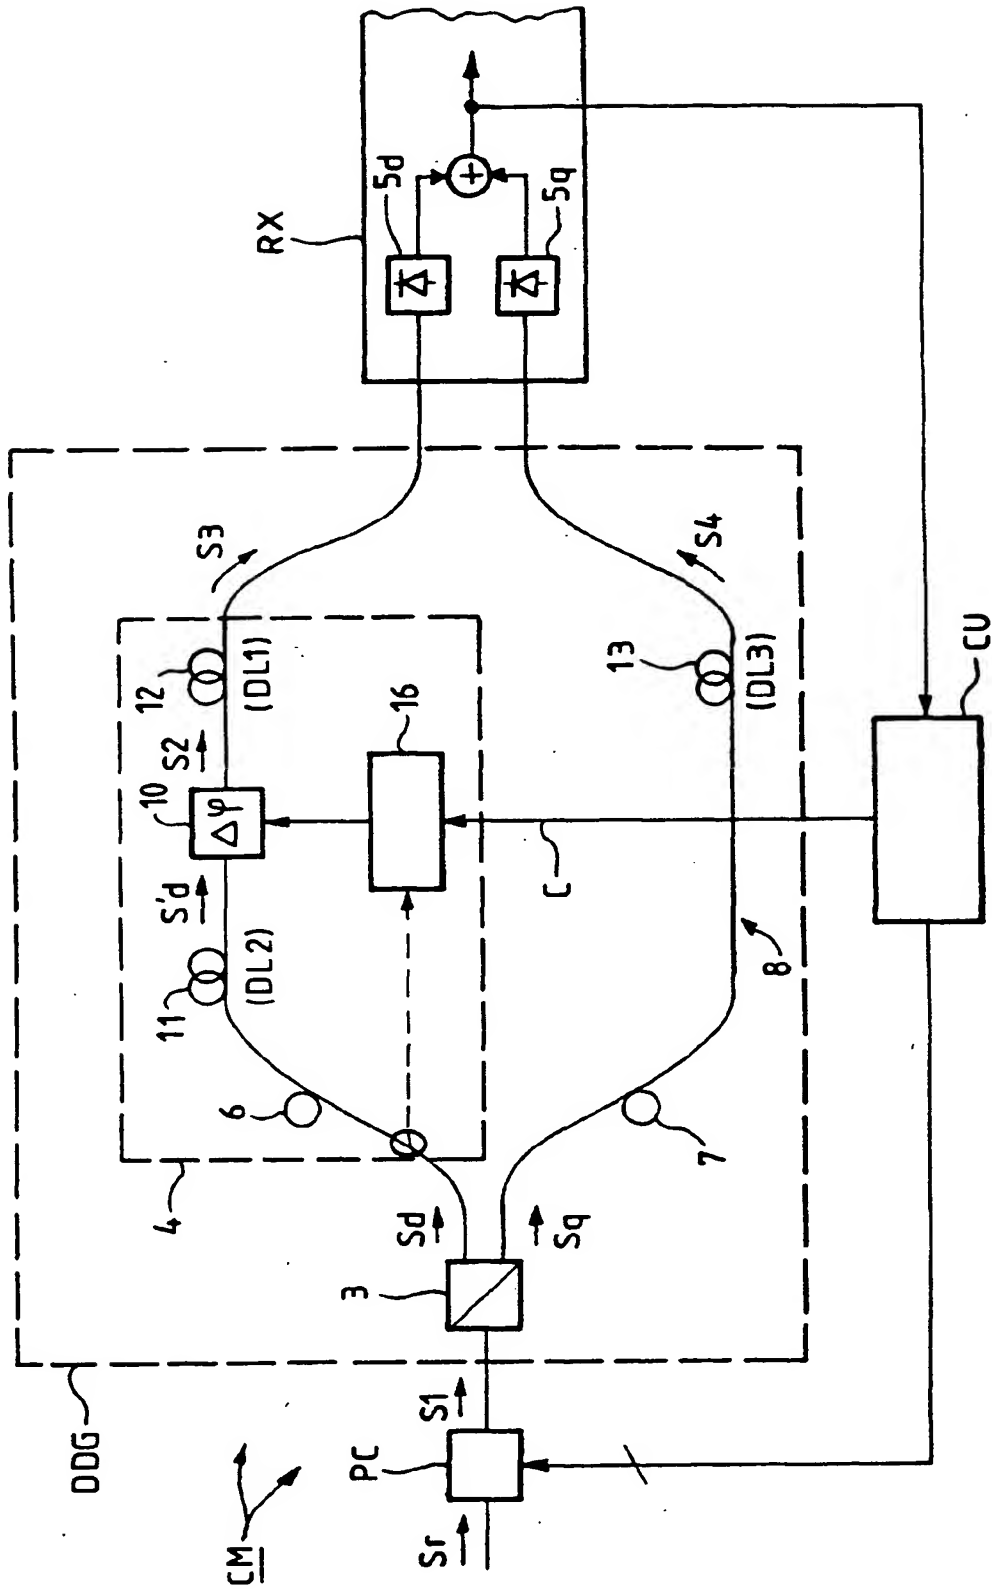 CM
Sr
PC
S1
DDG
3
Sd
Sq
4
6
7
11
(DL2)
S'd
10
Δφ
S2
12
(DL1)
16
C
8
13
(DL3)
S3
S4
RX
5d
5q
+
CU